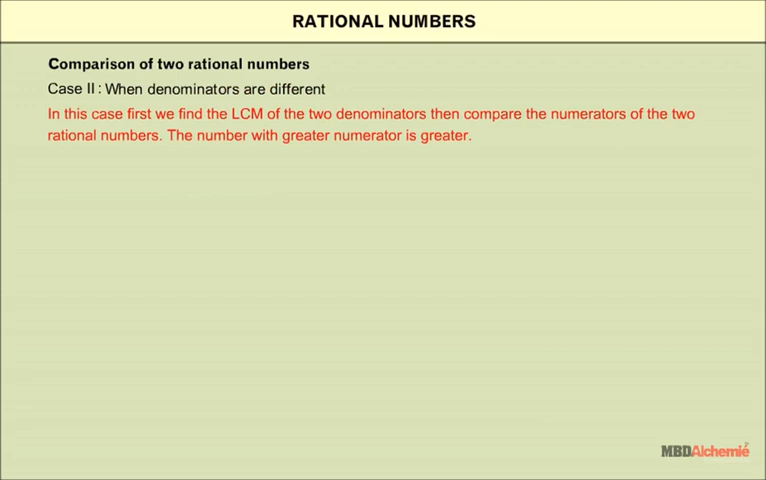 RATIONAL NUMBERS
Comparison of two rational numbers
Case II : When denominators are different
In this case first we find the LCM of the two denominators then compare the numerators of the two
rational numbers. The number with greater numerator is greater.
MBDAlchemié